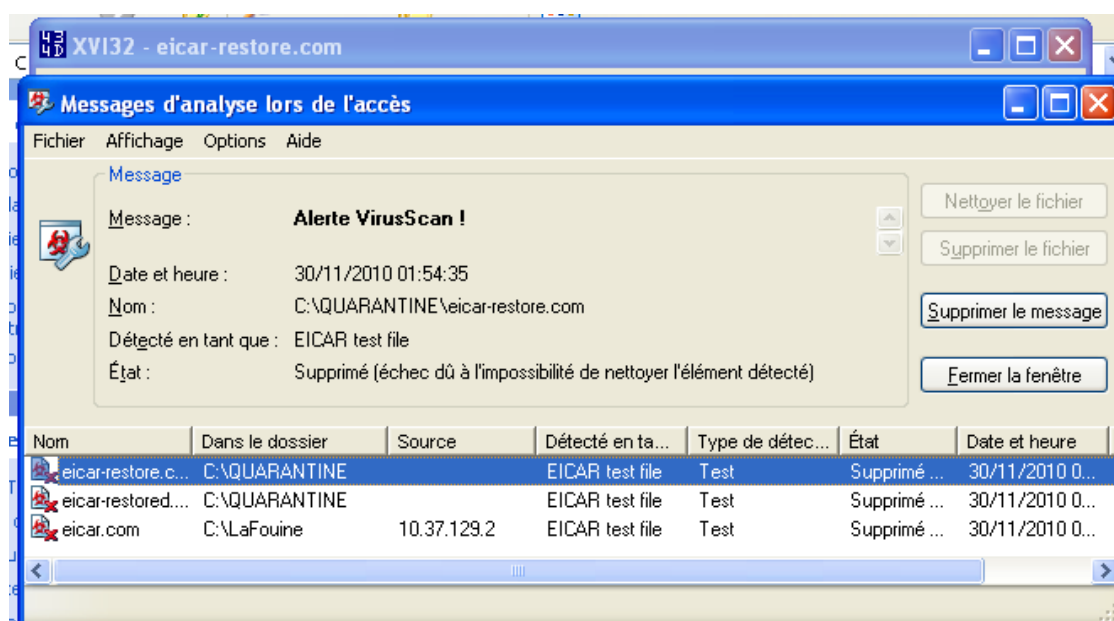 XVI32 - eicar-restore.com
Messages d'analyse lors de l'accès
Fichier Affichage Options Aide
Message
Message : Alerte VirusScan !
Date et heure : 30/11/2010 01:54:35
Nom : C:\QUARANTINE\eicar-restore.com
Détecté en tant que : EICAR test file
État : Supprimé (échec dû à l'impossibilité de nettoyer l'élément détecté)
Nettoyer le fichier
Supprimer le fichier
Supprimer le message
Fermer la fenêtre
Nom Dans le dossier Source Détecté en ta... Type de détec... État Date et heure
eicar-restore.c... C:\QUARANTINE EICAR test file Test Supprimé ... 30/11/2010 0...
eicar-restored.... C:\QUARANTINE EICAR test file Test Supprimé ... 30/11/2010 0...
eicar.com C:\LaFouine 10.37.129.2 EICAR test file Test Supprimé ... 30/11/2010 0...